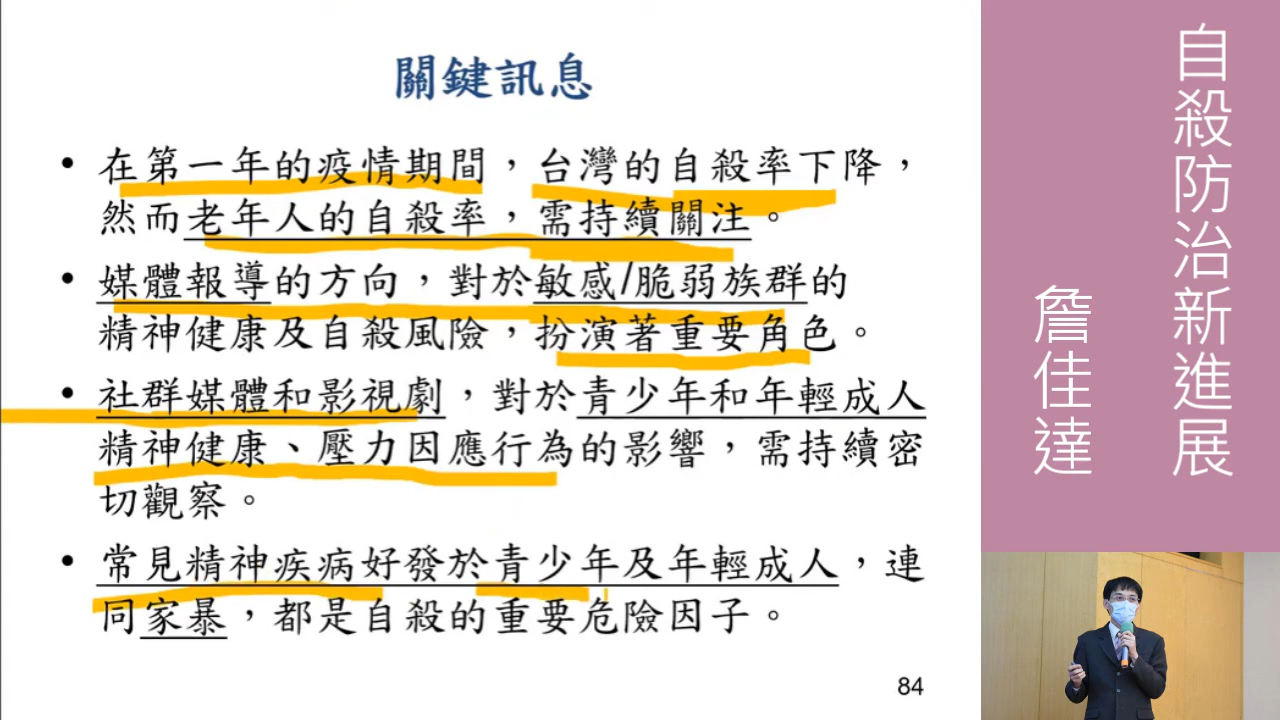 關鍵訊息
• 在第一年的疫情期間，台灣的自殺率下降，
然而老年人的自殺率，需持續關注。
• 媒體報導的方向，對於敏感/脆弱族群的
精神健康及自殺風險，扮演著重要角色。
• 社群媒體和影視劇，對於青少年和年輕成人
精神健康、壓力因應行為的影響，需持續密
切觀察。
• 常見精神疾病好發於青少年及年輕成人，連
同家暴，都是自殺的重要危險因子。
84
自殺防治新進展
詹佳達